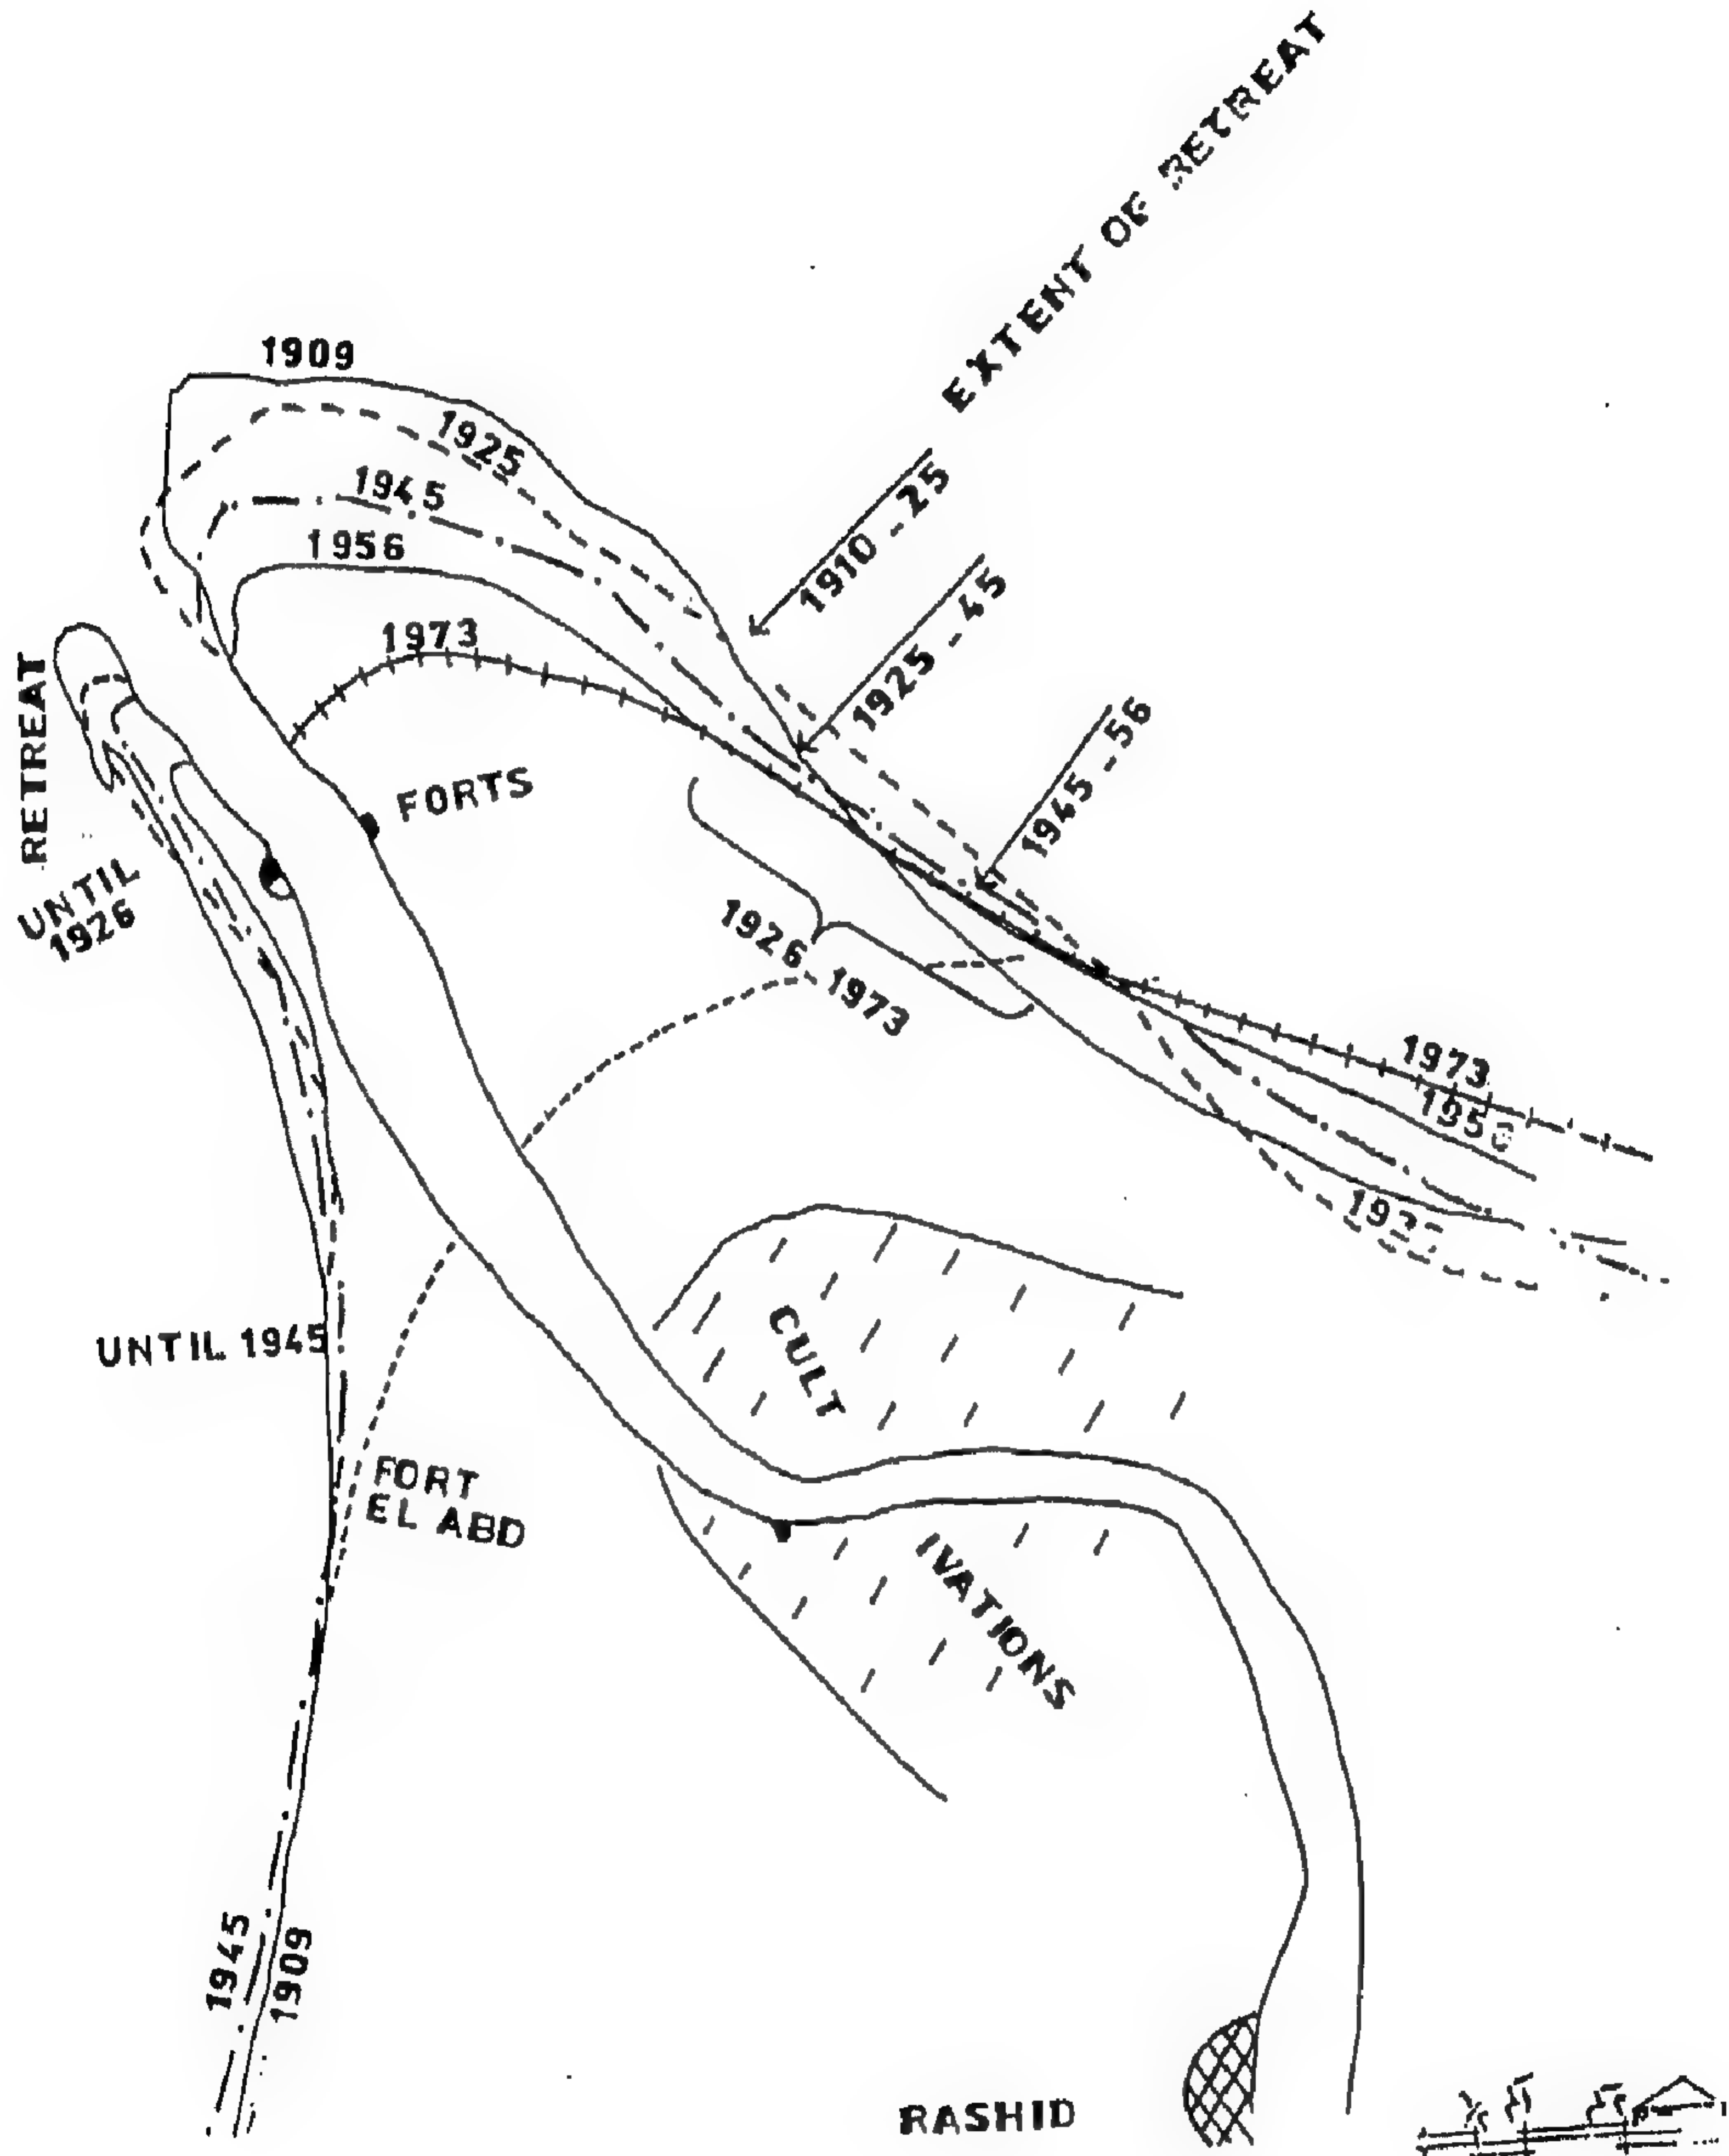 EXTENT OF RETREAT
1909
1925
1945
1956
1973
1910 - 25
1925 - 45
1945 - 56
RETREAT
UNTIL
1926
FORTS
1926 1973
1973
UNTIL 1945
CULT
FORT
EL ABD
IVATIONS
1945
1909
RASHID